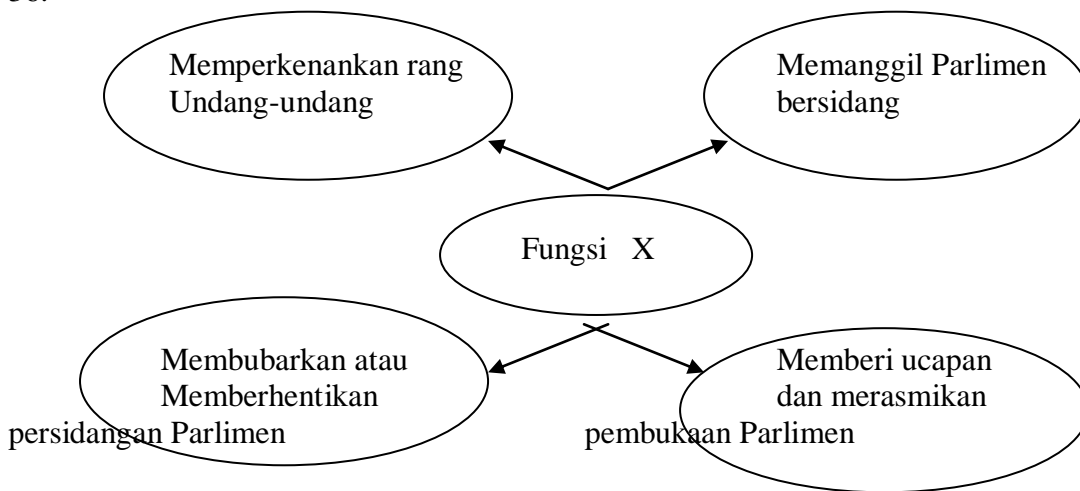 Memperkenankan rang
Undang-undang
Memanggil Parlimen
bersidang
Fungsi X
Membubarkan atau
Memberhentikan
persidangan Parlimen
Memberi ucapan
dan merasmikan
pembukaan Parlimen